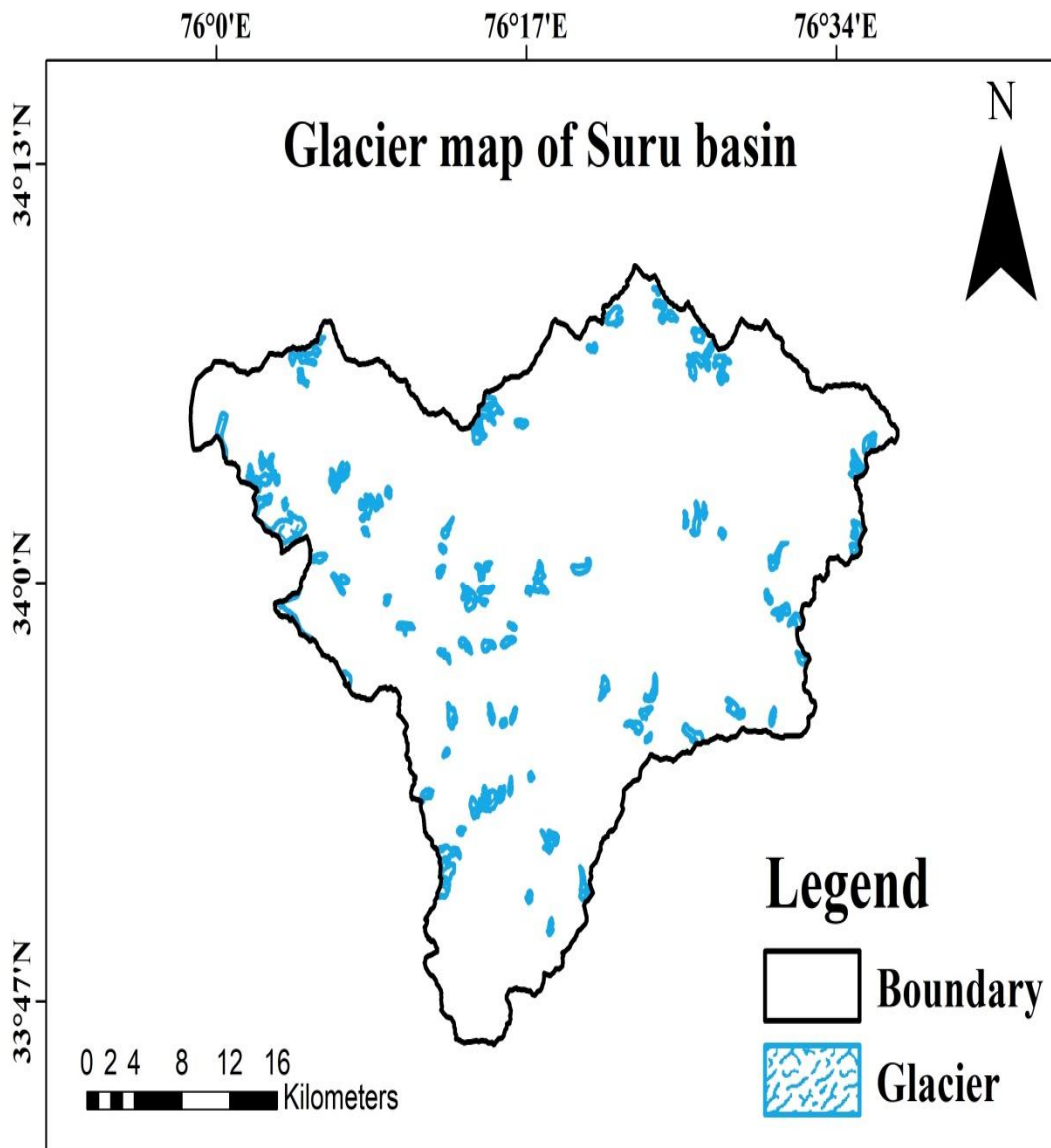 76°0'E 76°17'E 76°34'E
N
34°13'N
Glacier map of Suru basin
34°0'N
33°47'N
Legend
Boundary
Glacier
0 2 4 8 12 16
Kilometers